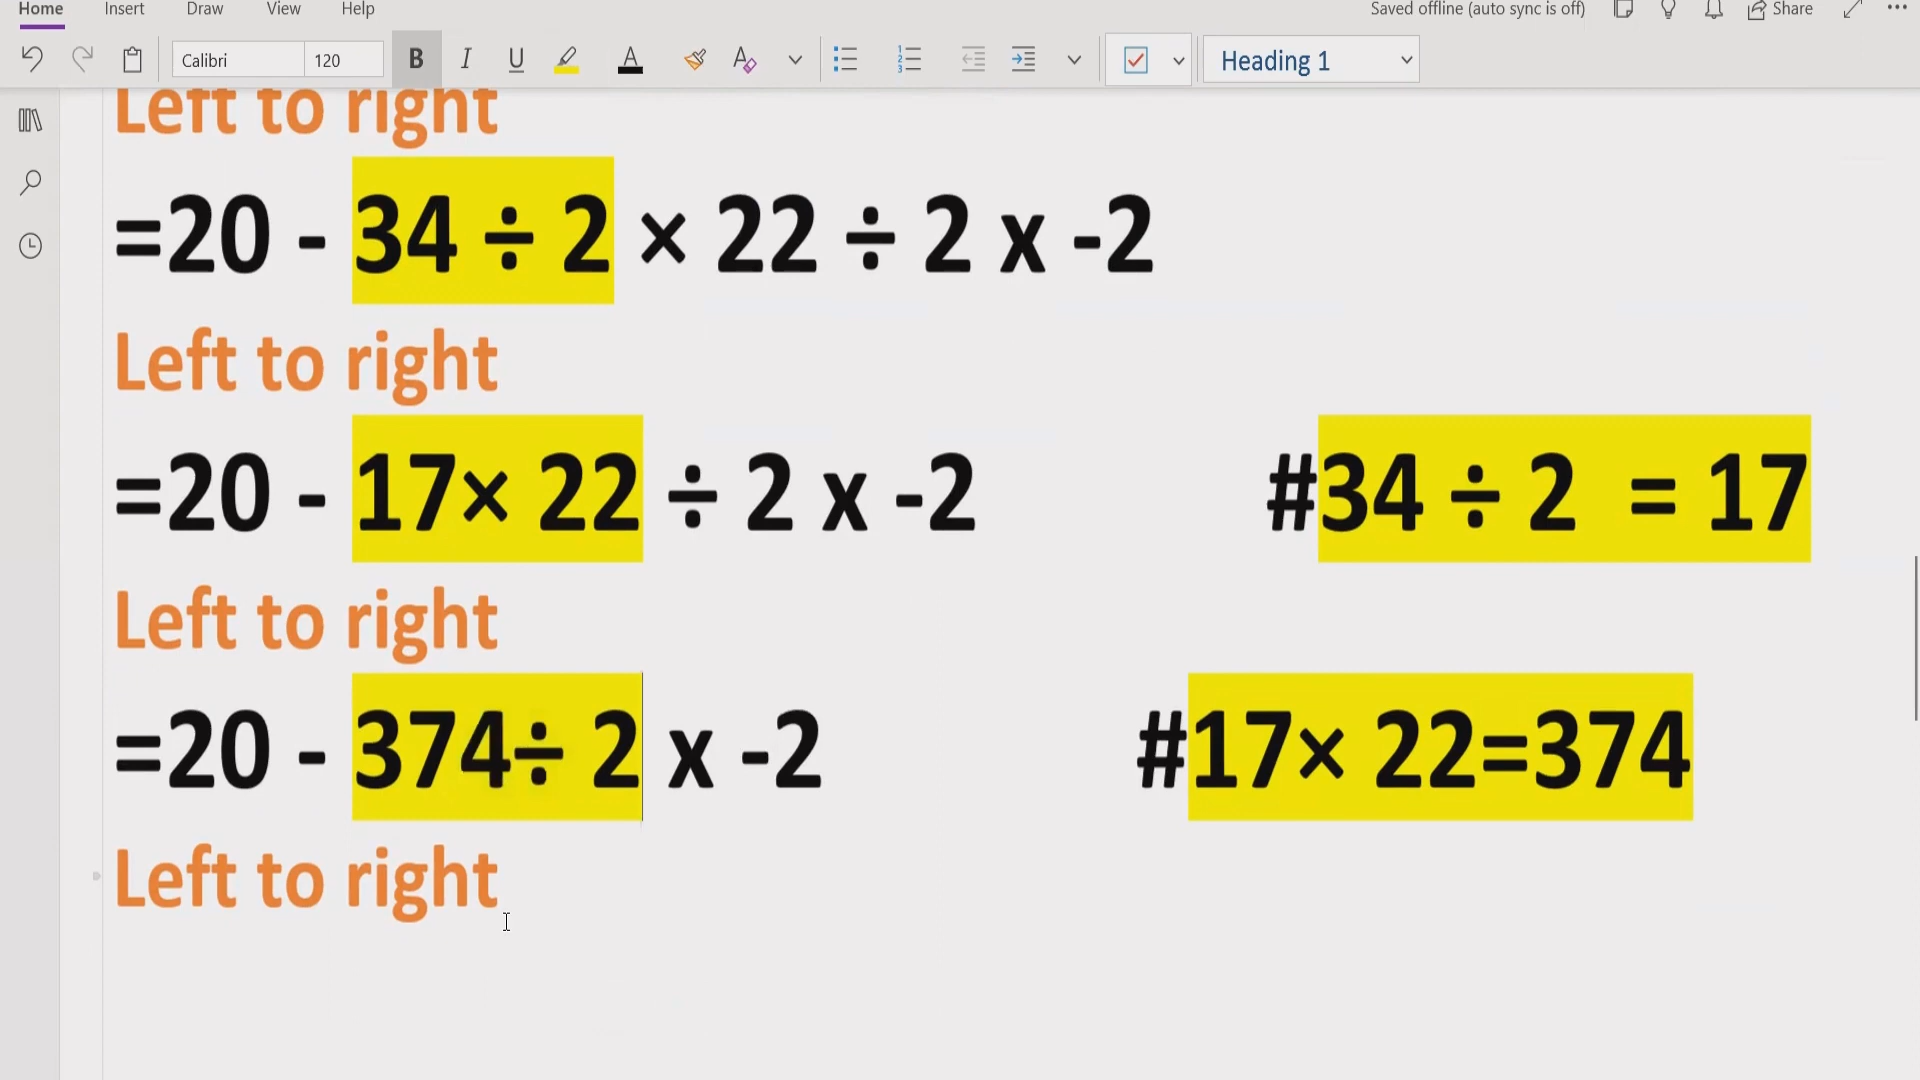 Home Insert Draw View Help Saved offline (auto sync is off) Share
Calibri 120 B I U A A Heading 1
Left to right
=20 - 34 ÷ 2 × 22 ÷ 2 x -2
Left to right
=20 - 17× 22 ÷ 2 x -2 #34 ÷ 2 = 17
Left to right
=20 - 374÷ 2 x -2 #17× 22=374
Left to right